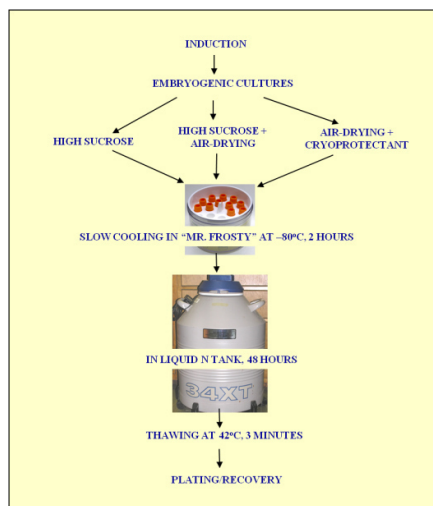 INDUCTION
EMBRYOGENIC CULTURES
HIGH SUCROSE
HIGH SUCROSE +
AIR-DRYING
AIR-DRYING +
CRYOPROTECTANT
SLOW COOLING IN “MR. FROSTY” AT –80ºC, 2 HOURS
IN LIQUID N TANK, 48 HOURS
34XT
THAWING AT 42ºC, 3 MINUTES
PLATING/RECOVERY